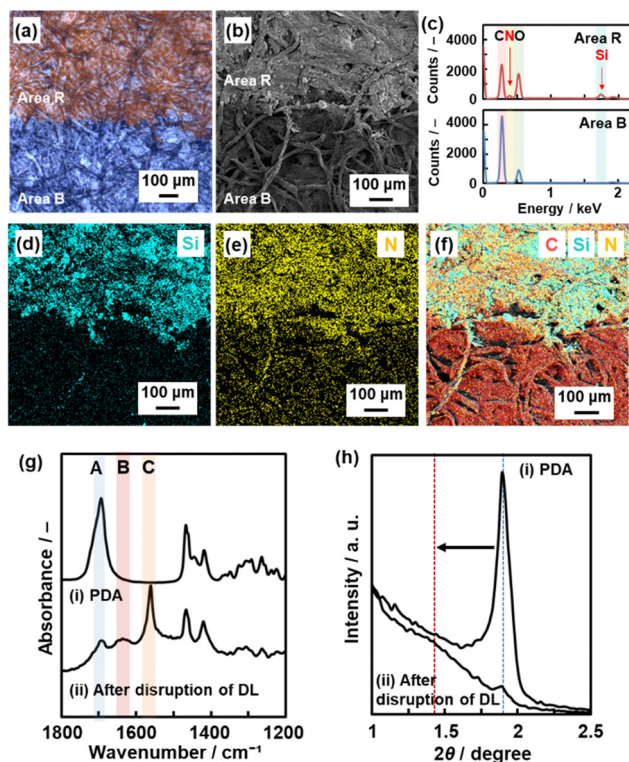 (a)
Area R
Area B
100 µm
(b)
Area R
Area B
100 µm
(c)
4000
2000
0
C N O
Area R
Si
4000
2000
0
Area B
0
1
2
Counts / –
Counts / –
Energy / keV
(d)
Si
100 µm
(e)
N
100 µm
(f)
C Si N
100 µm
(g)
A B C
(i) PDA
(ii) After disruption of DL
Absorbance / –
1800 1600 1400 1200
Wavenumber / cm⁻¹
(h)
(i) PDA
(ii) After
disruption of DL
Intensity / a. u.
1 1.5 2 2.5
2θ / degree